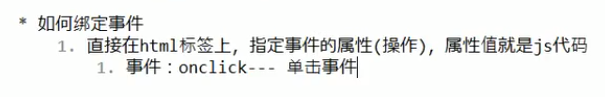 * 如何绑定事件
1. 直接在html标签上，指定事件的属性(操作)，属性值就是js代码
1. 事件：onclick--- 单击事件